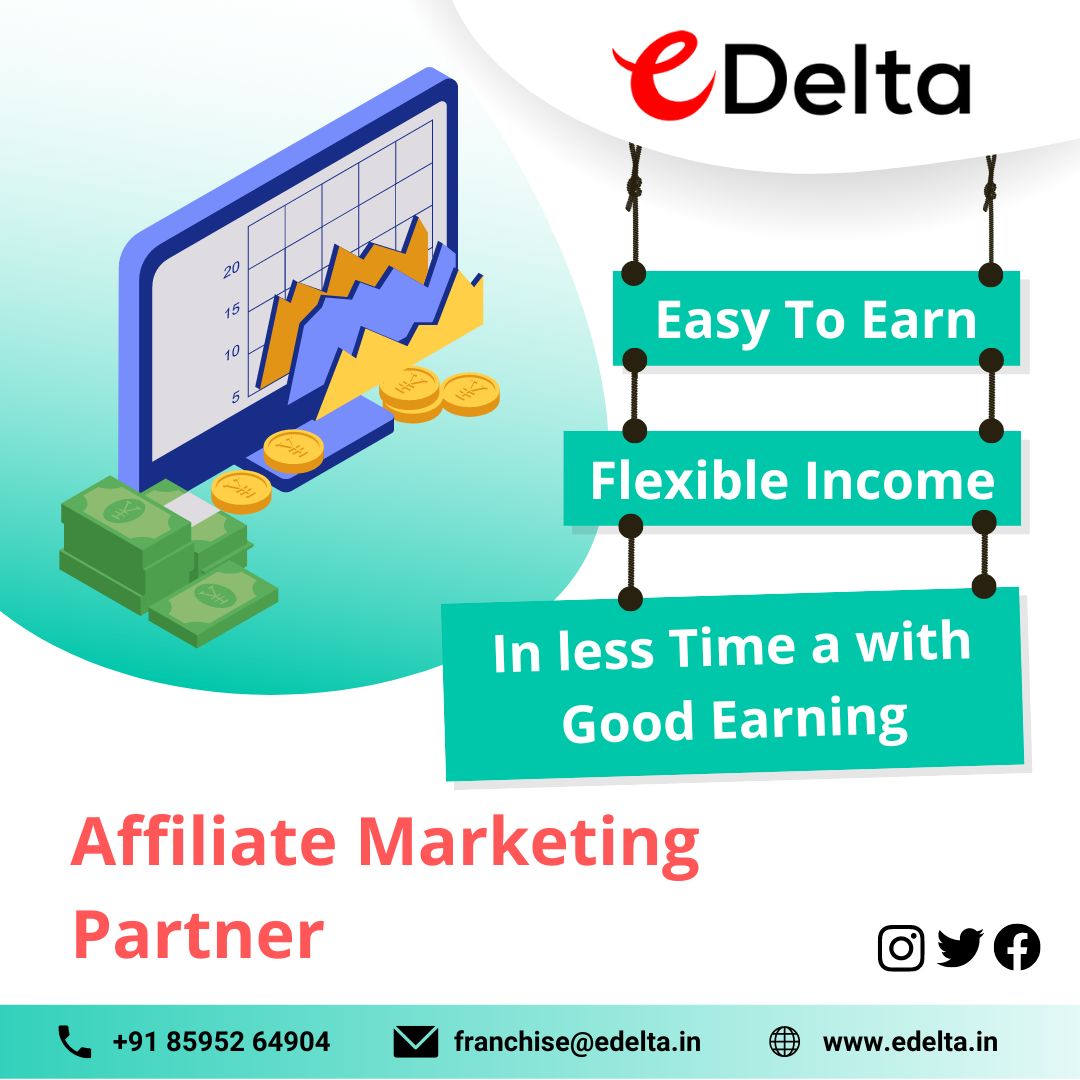 eDelta
Easy To Earn
Flexible Income
In less Time a with
Good Earning
20
15
10
5
Affiliate Marketing
Partner
+91 85952 64904
franchise@edelta.in
www.edelta.in